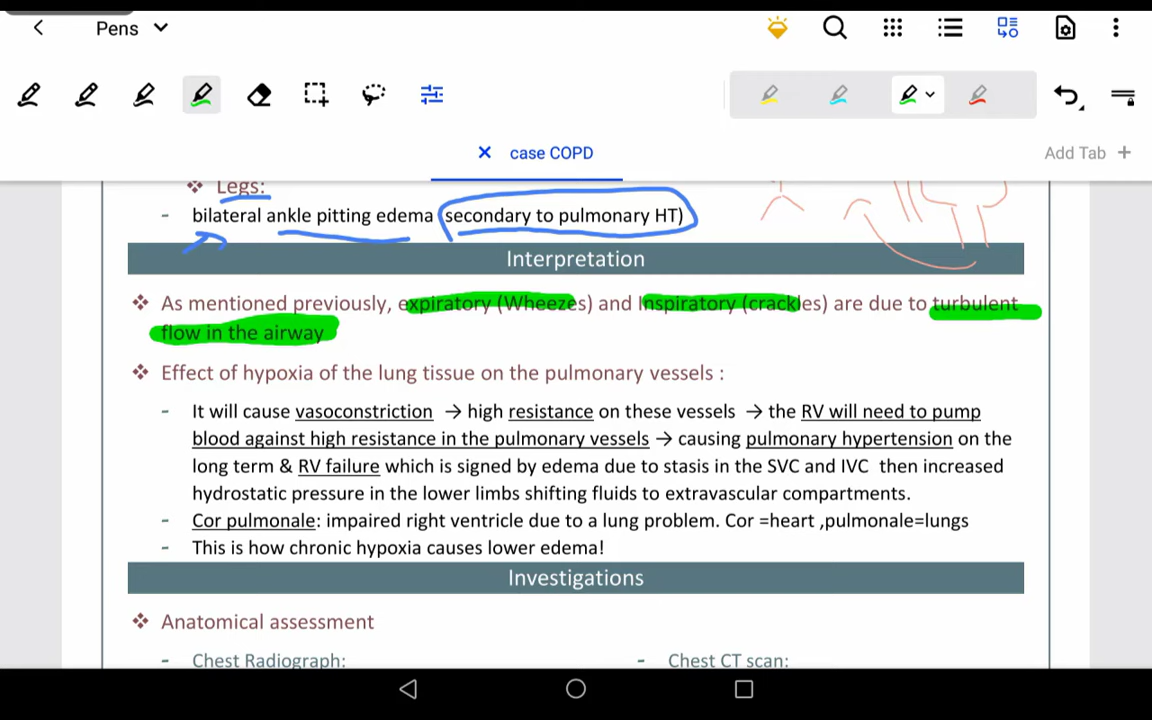 Pens
case COPD
Add Tab +
❖ Legs:
- bilateral ankle pitting edema (secondary to pulmonary HT)
Interpretation
❖ As mentioned previously, expiratory (Wheezes) and Inspiratory (crackles) are due to turbulent
flow in the airway
❖ Effect of hypoxia of the lung tissue on the pulmonary vessels :
- It will cause vasoconstriction → high resistance on these vessels → the RV will need to pump
blood against high resistance in the pulmonary vessels → causing pulmonary hypertension on the
long term & RV failure which is signed by edema due to stasis in the SVC and IVC then increased
hydrostatic pressure in the lower limbs shifting fluids to extravascular compartments.
- Cor pulmonale: impaired right ventricle due to a lung problem. Cor =heart ,pulmonale=lungs
- This is how chronic hypoxia causes lower edema!
Investigations
❖ Anatomical assessment
- Chest Radiograph:
- Chest CT scan: